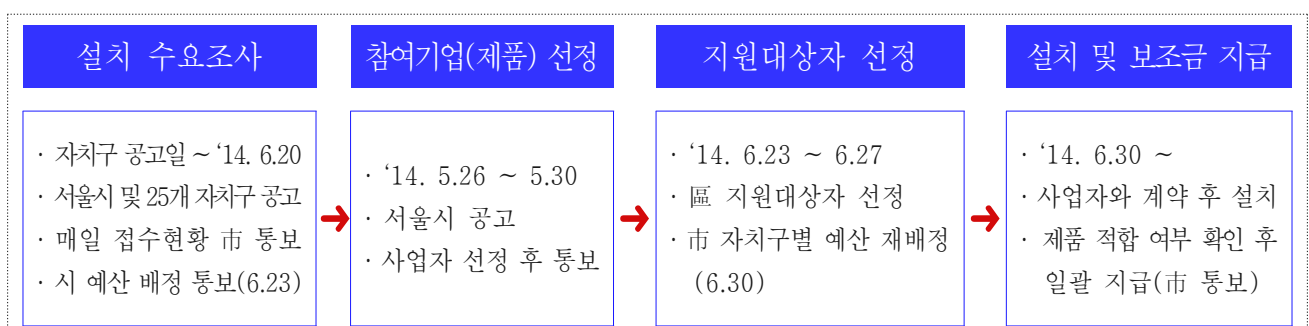 설치 수요조사
· 자치구 공고일 ~ ‘14. 6.20
· 서울시 및 25개 자치구 공고
· 매일 접수현황 市 통보
· 시 예산 배정 통보(6.23)
참여기업(제품) 선정
· ‘14. 5.26 ~ 5.30
· 서울시 공고
· 사업자 선정 후 통보
지원대상자 선정
· ‘14. 6.23 ~ 6.27
· 區 지원대상자 선정
· 市 자치구별 예산 재배정
(6.30)
설치 및 보조금 지급
· ‘14. 6.30 ~
· 사업자와 계약 후 설치
· 제품 적합 여부 확인 후
일괄 지급(市 통보)